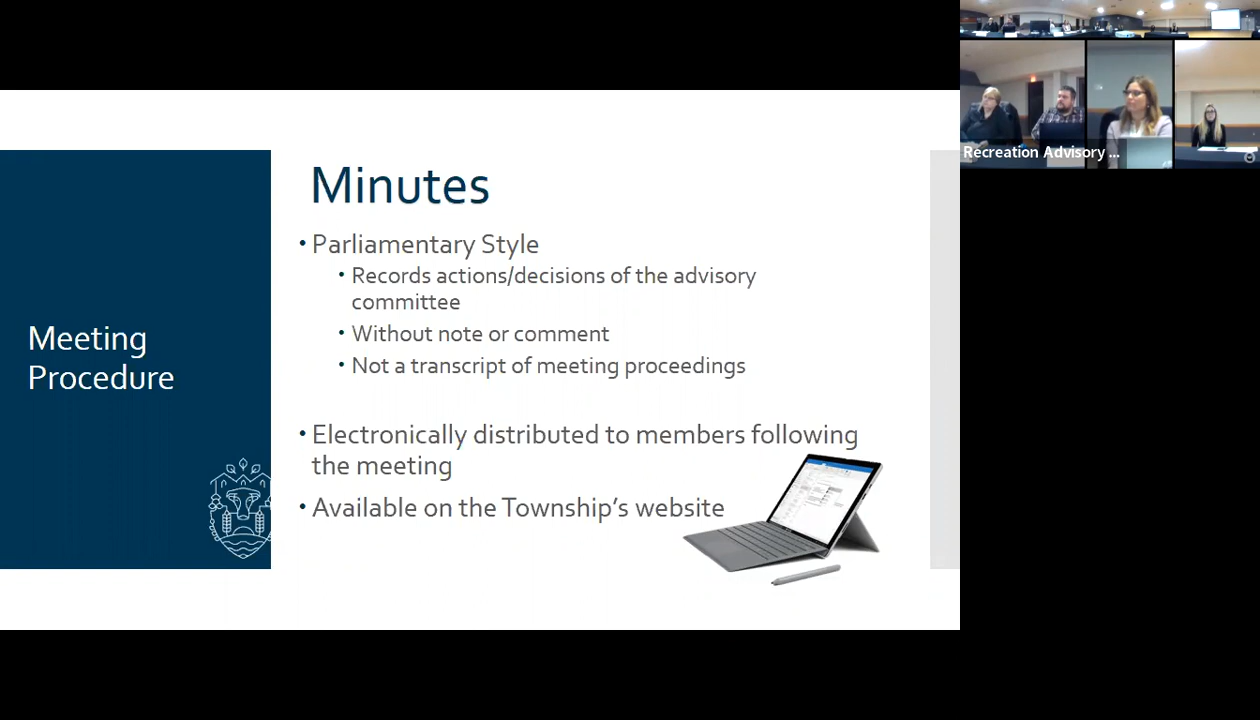 Minutes
• Parliamentary Style
• Records actions/decisions of the advisory
committee
• Without note or comment
• Not a transcript of meeting proceedings
Meeting
Procedure
• Electronically distributed to members following
the meeting
• Available on the Township's website
Recreation Advisory ...